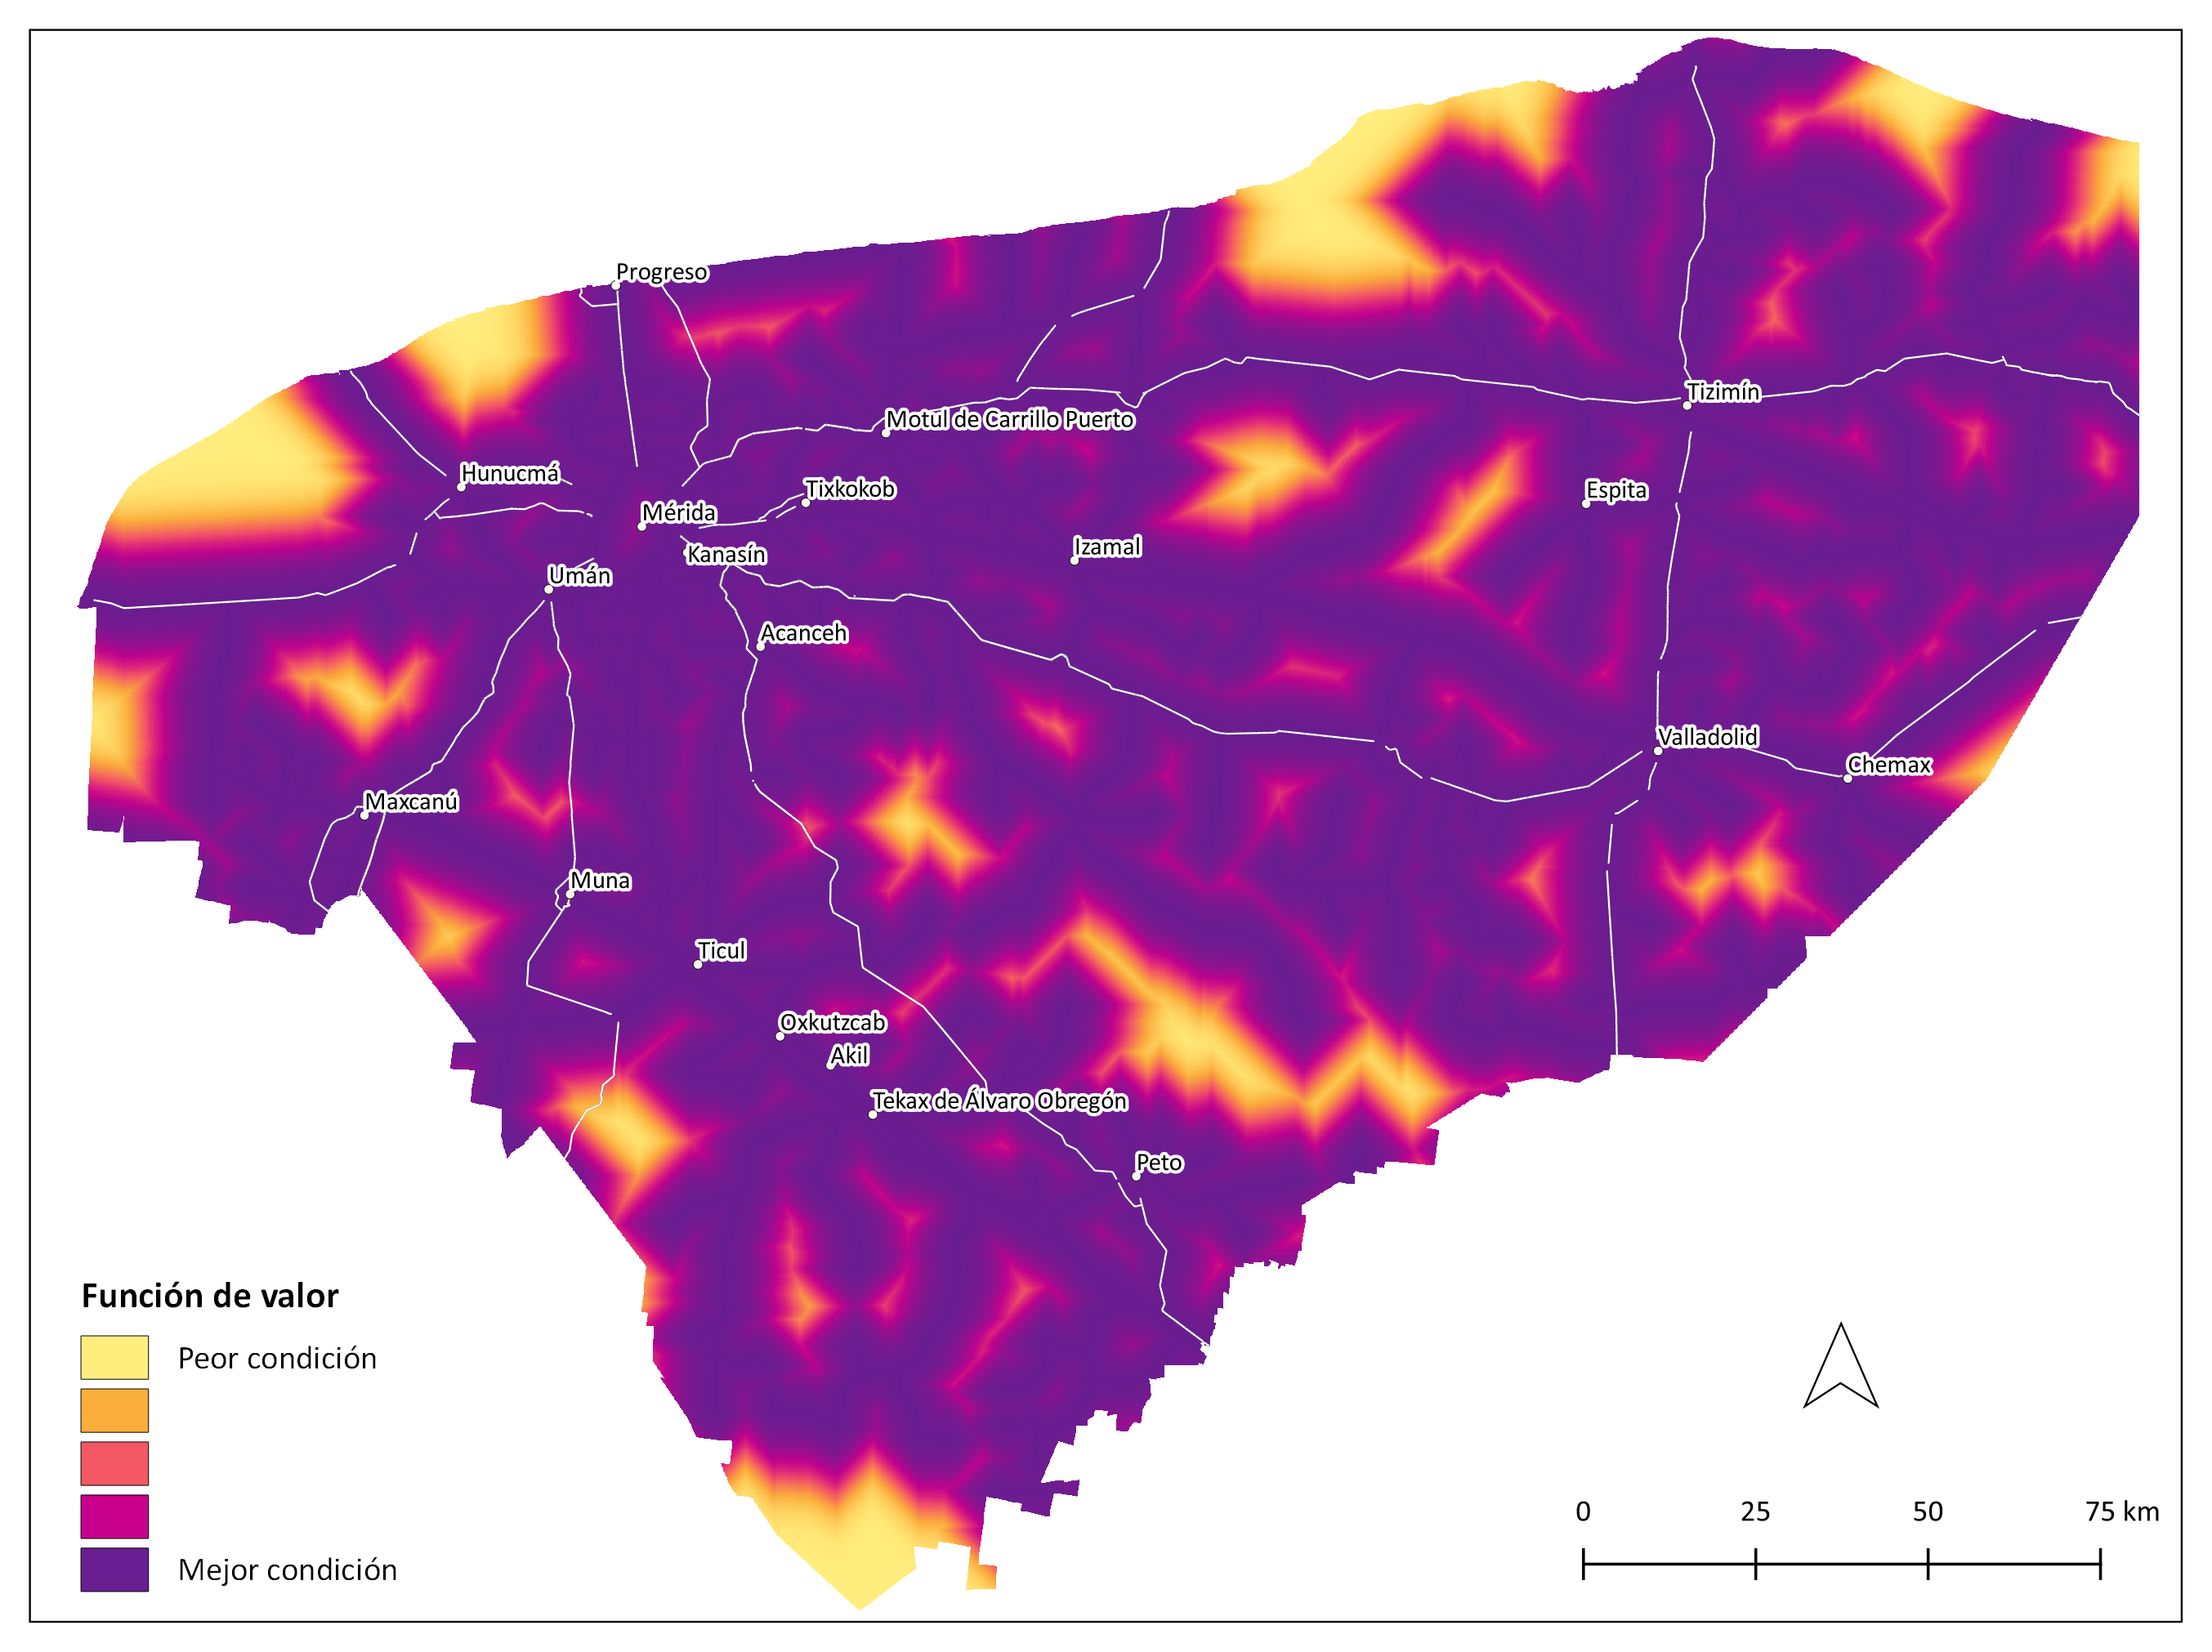 Progreso
Tizimín
Motul de Carrillo Puerto
Hunucmá
Tixkokob
Espita
Mérida
Izamal
Kanasín
Umán
Acanceh
Valladolid
Chemax
Maxcanú
Muna
Ticul
Oxkutzcab
Akil
Tekax de Álvaro Obregón
Peto
Función de valor
Peor condición
Mejor condición
0 25 50 75 km